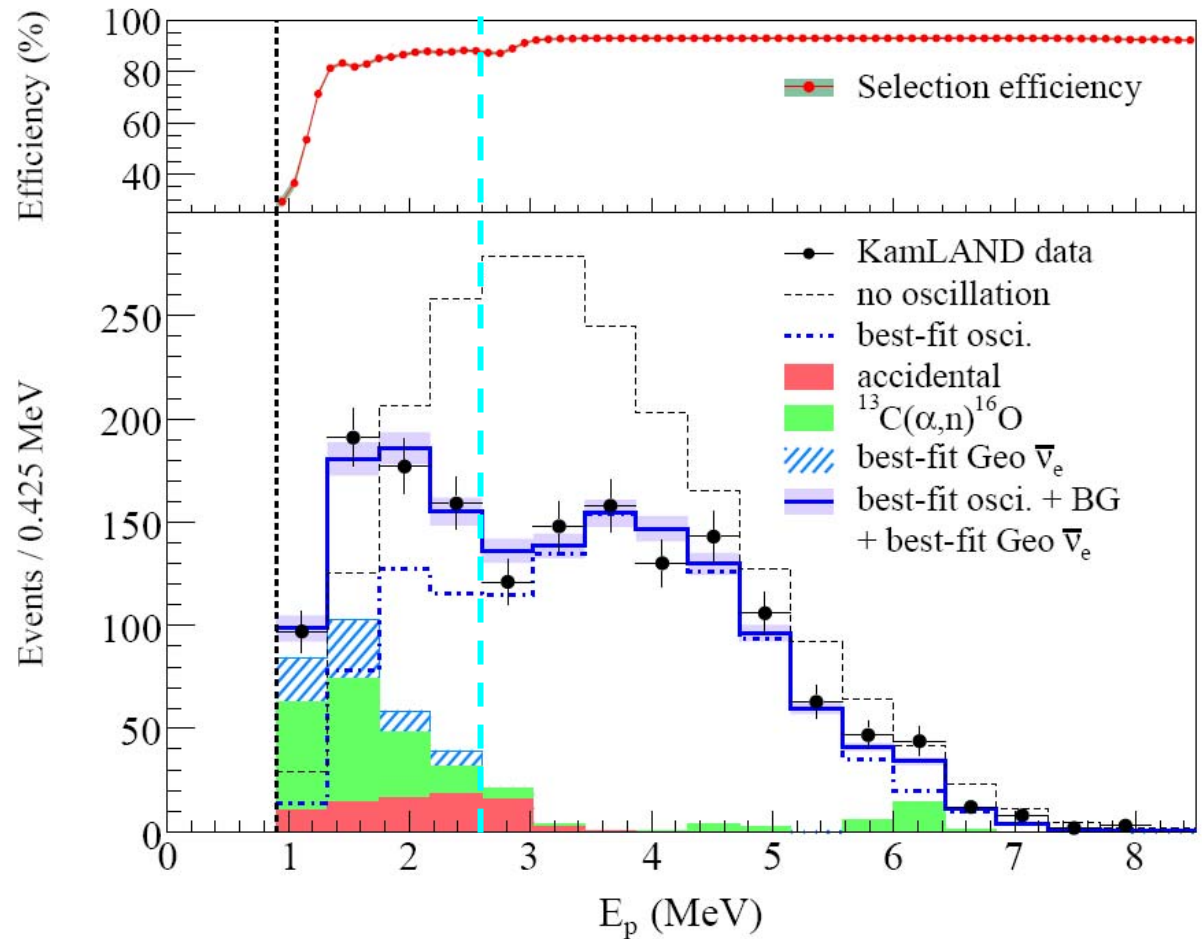 Efficiency (%)
100
80
60
40
Selection efficiency
Events / 0.425 MeV
250
200
150
100
50
0
KamLAND data
no oscillation
best-fit osci.
accidental
¹³C(α,n)¹⁶O
best-fit Geo ν̅ₑ
best-fit osci. + BG
+ best-fit Geo ν̅ₑ
0 1 2 3 4 5 6 7 8
Eₚ (MeV)